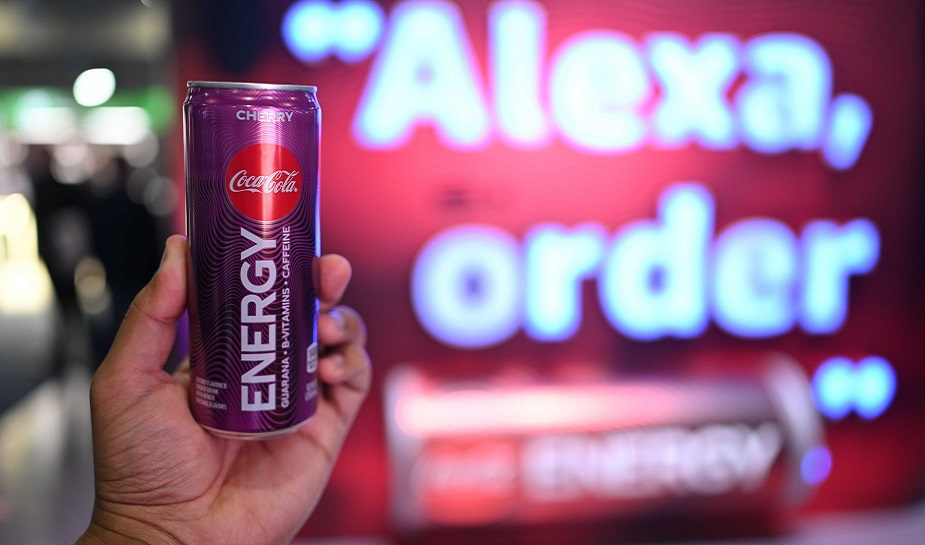 CHERRY
Coca-Cola
ENERGY
GUARANA • B-VITAMINS • CAFFEINE
“Alexa,
order
ENERGY
”